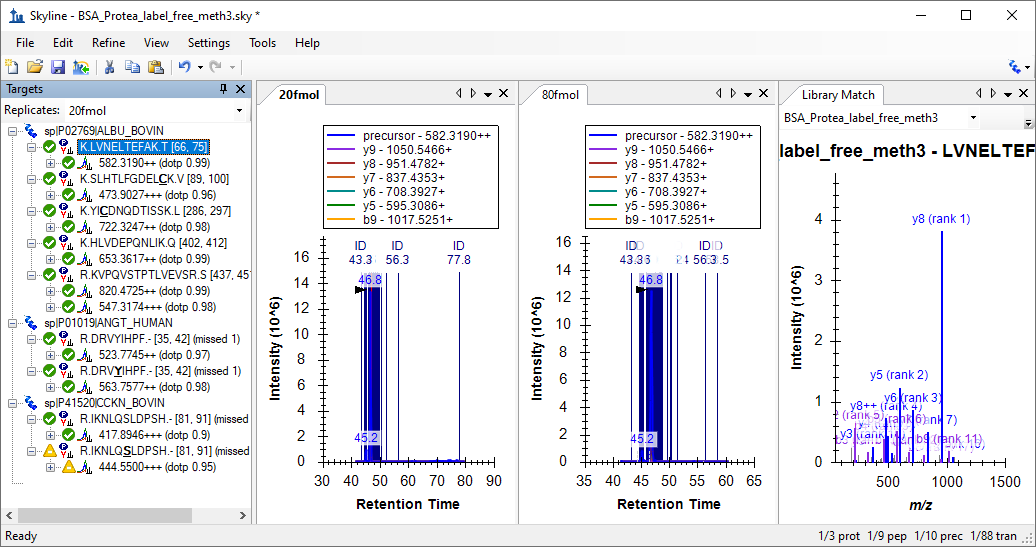 Skyline - BSA_Protea_label_free_meth3.sky *
File Edit Refine View Settings Tools Help
Targets
Replicates: 20fmol
sp|P02769|ALBU_BOVIN
K.LVNELTEFAK.T [66, 75]
582.3190++ (dotp 0.99)
K.SLHTLFGDELCK.V [89, 100]
473.9027+++ (dotp 0.96)
K.YICDNQDTISSK.L [286, 297]
722.3247++ (dotp 0.98)
K.HLVDEPQNLIK.Q [402, 412]
653.3617++ (dotp 0.99)
R.KVPQVSTPTLVEVSR.S [437, 451
820.4725++ (dotp 0.99)
547.3174+++ (dotp 0.99)
sp|P01019|ANGT_HUMAN
R.DRVYIHPF.- [35, 42] (missed 1)
523.7745++ (dotp 0.97)
R.DRVYIHPF.- [35, 42] (missed 1)
563.7577++ (dotp 0.98)
sp|P41520|CCKN_BOVIN
R.IKNLQSLDPSH.- [81, 91] (missed
417.8946+++ (dotp 0.9)
R.IKNLQSLDPSH.- [81, 91] (missed
444.5500+++ (dotp 0.95)
20fmol
precursor - 582.3190++
y9 - 1050.5466+
y8 - 951.4782+
y7 - 837.4353+
y6 - 708.3927+
y5 - 595.3086+
b9 - 1017.5251+
ID ID ID
43.3 56.3 77.8
46.8
45.2
Intensity (10^6)
16
14
12
10
8
6
4
2
0
30 40 50 60 70 80 90
Retention Time
80fmol
precursor - 582.3190++
y9 - 1050.5466+
y8 - 951.4782+
y7 - 837.4353+
y6 - 708.3927+
y5 - 595.3086+
b9 - 1017.5251+
ID ID ID
46.8
45.2
Intensity (10^6)
16
14
12
10
8
6
4
2
0
35 40 45 50 55 60 65
Retention Time
Library Match
BSA_Protea_label_free_meth3
label_free_meth3 - LVNELTEF
y8 (rank 1)
y5 (rank 2)
y6 (rank 3)
y8++ (rank 4)
Intensity (10^6)
4
3
2
1
0
500 1000 1500
m/z
Ready
1/3 prot 1/9 pep 1/10 prec 1/88 tran